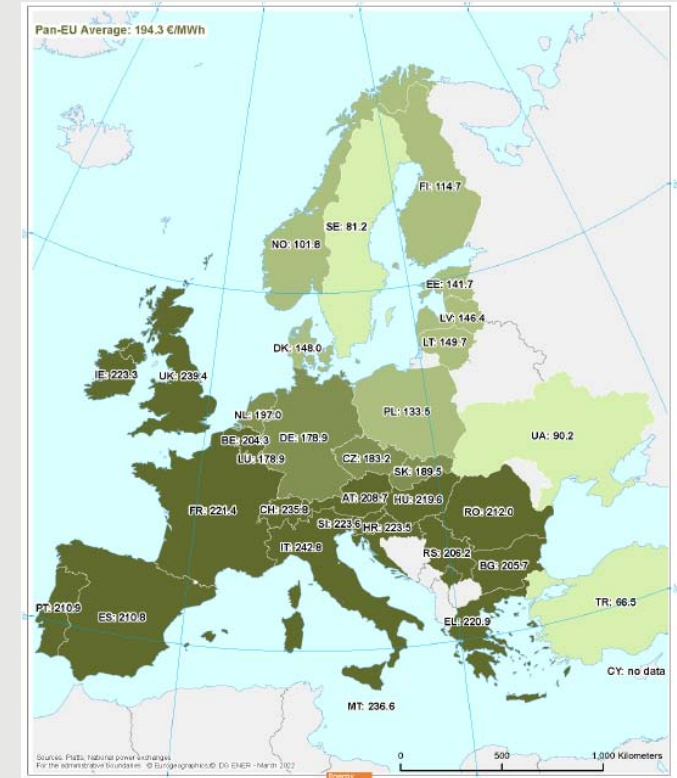 Pan-EU Average: 194.3 €/MWh
FI: 114.7
SE: 81.2
NO: 101.8
EE: 141.7
LV: 146.4
LT: 149.7
DK: 148.0
IE: 223.3
UK: 239.4
NL: 197.0
PL: 133.5
BE: 204.3
DE: 178.9
UA: 90.2
LU: 178.9
CZ: 183.2
SK: 189.5
AT: 208.7
HU: 219.6
FR: 221.4
CH: 235.8
RO: 212.0
SI: 223.6
HR: 223.5
IT: 242.8
RS: 206.2
BG: 205.7
PT: 210.9
ES: 210.8
TR: 66.5
EL: 220.9
CY: no data
MT: 236.6
Sources: Platts, National power exchanges
For the administrative boundaries: © Eurogeographics© DG ENER - March 2022
0 500 1,000 Kilometers
Energy